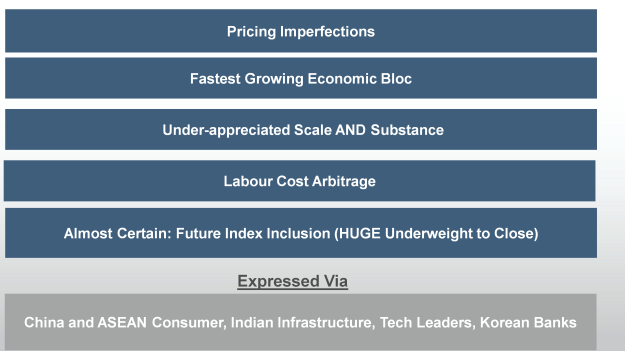 Pricing Imperfections
Fastest Growing Economic Bloc
Under-appreciated Scale AND Substance
Labour Cost Arbitrage
Almost Certain: Future Index Inclusion (HUGE Underweight to Close)
Expressed Via
China and ASEAN Consumer, Indian Infrastructure, Tech Leaders, Korean Banks